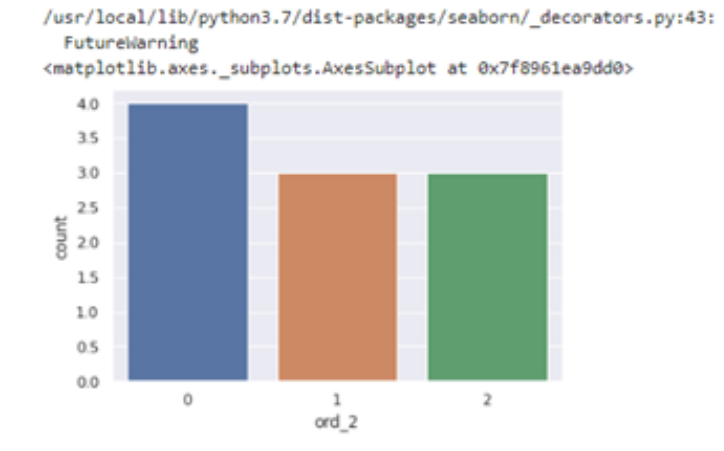 /usr/local/lib/python3.7/dist-packages/seaborn/_decorators.py:43:
FutureWarning
<matplotlib.axes._subplots.AxesSubplot at 0x7f8961ea9dd0>
4.0
3.5
3.0
2.5
2.0
1.5
1.0
0.5
0.0
count
0 1 2
ord_2